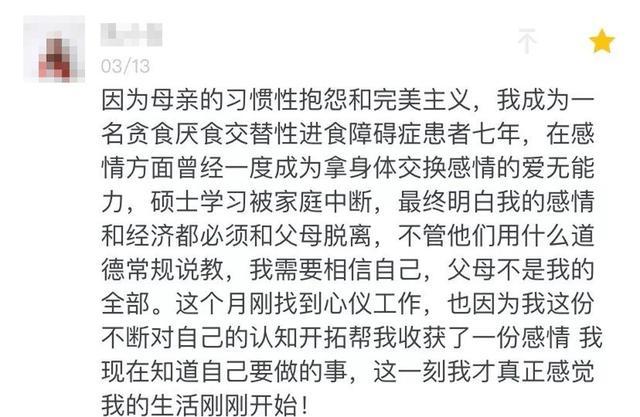 03/13
因为母亲的习惯性抱怨和完美主义，我成为一
名贪食厌食交替性进食障碍症患者七年，在感
情方面曾经一度成为拿身体交换感情的爱无能
力，硕士学习被家庭中断，最终明白我的感情
和经济都必须和父母脱离，不管他们用什么道
德常规说教，我需要相信自己，父母不是我的
全部。这个月刚找到心仪工作，也因为我这份
不断对自己的认知开拓帮我收获了一份感情 我
现在知道自己要做的事，这一刻我才真正感觉
我的生活刚刚开始！